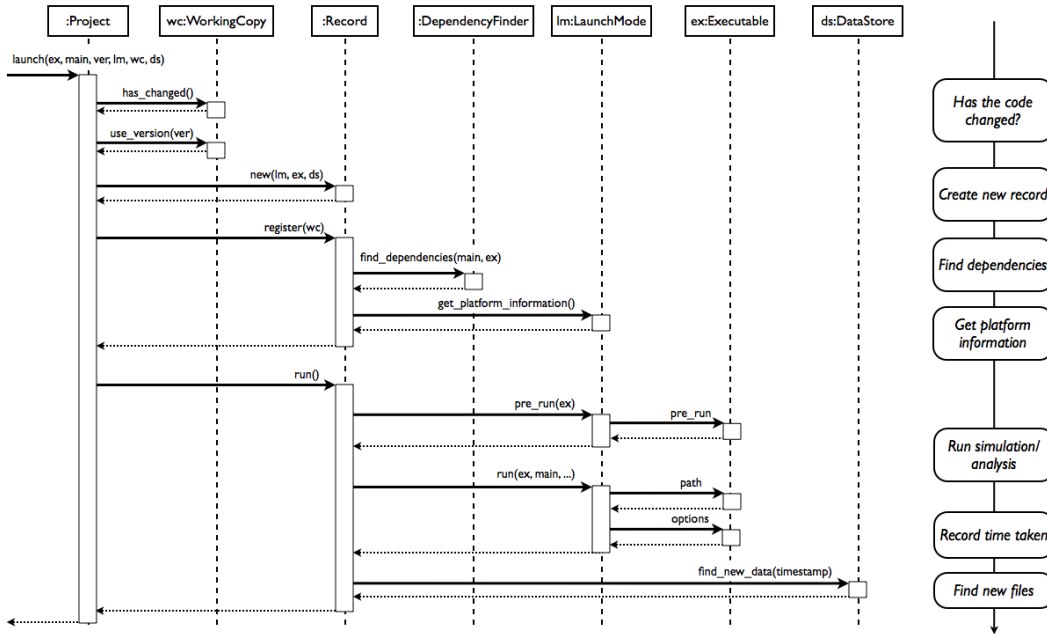 :Project
wc:WorkingCopy
:Record
:DependencyFinder
lm:LaunchMode
ex:Executable
ds:DataStore
launch(ex, main, ver, lm, wc, ds)
has_changed()
Has the code
changed?
use_version(ver)
new(lm, ex, ds)
Create new record
register(wc)
find_dependencies(main, ex)
Find dependencies
get_platform_information()
Get platform
information
run()
pre_run(ex)
pre_run
Run simulation/
analysis
run(ex, main, ...)
path
options
Record time taken
find_new_data(timestamp)
Find new files